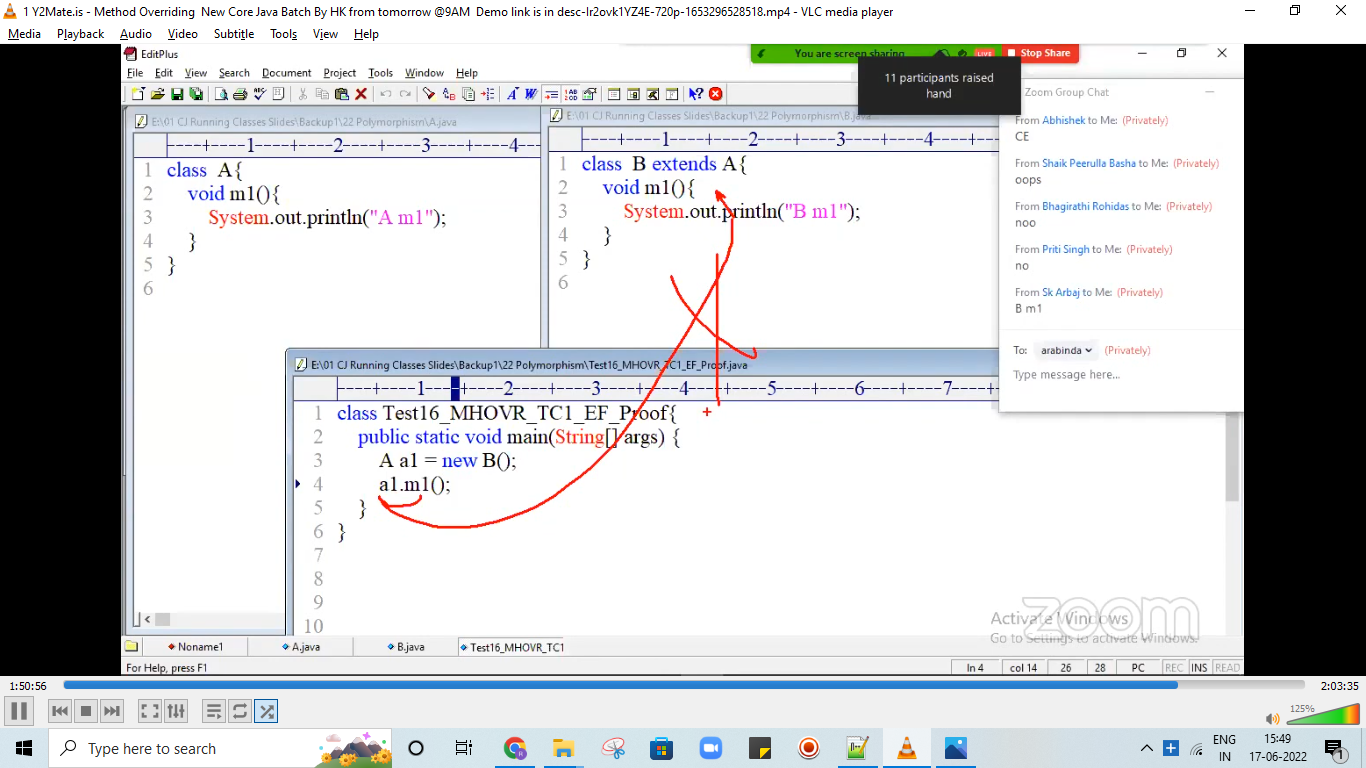 1 Y2Mate.is - Method Overriding New Core Java Batch By HK from tomorrow @9AM Demo link is in desc-lr2ovk1YZ4E-720p-1653296528518.mp4 - VLC media player
Media Playback Audio Video Subtitle Tools View Help
EditPlus
You are screen sharing LIVE Stop Share
File Edit View Search Document Project Tools Window Help
11 participants raised
hand
E:\01 CJ Running Classes Slides\Backup1\22 Polymorphism\A.java
----+----1----+----2----+----3----+----4-
1 class A{
2 void m1(){
3 System.out.println("A m1");
4 }
5 }
6
E:\01 CJ Running Classes Slides\Backup1\22 Polymorphism\B.java
----+----1----+----2----+----3----+----4
1 class B extends A{
2 void m1(){
3 System.out.println("B m1");
4 }
5 }
6
Zoom Group Chat
From Abhishek to Me: (Privately)
CE
From Shaik Peerulla Basha to Me: (Privately)
oops
From Bhagirathi Rohidas to Me: (Privately)
noo
From Priti Singh to Me: (Privately)
no
From Sk Arbaj to Me: (Privately)
B m1
To: arabinda (Privately)
Type message here...
E:\01 CJ Running Classes Slides\Backup1\22 Polymorphism\Test16_MHOVR_TC1_EF_Proof.java
----+----1----+----2----+----3----+----4----+----5----+----6----+----7---
1 class Test16_MHOVR_TC1_EF_Proof{
2 public static void main(String[] args) {
3 A a1 = new B();
4 a1.m1();
5 }
6 }
7
8
9
10
zoom
Activate Windows
Go to Settings to activate Windows.
Noname1 A.java B.java Test16_MHOVR_TC1
For Help, press F1 ln 4 col 14 26 28 PC REC INS READ
1:50:56 2:03:35
125%
Type here to search
ENG
IN
15:49
17-06-2022
1